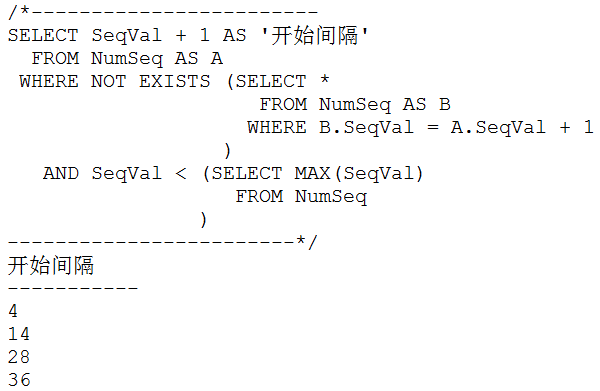 /*------------------------
SELECT SeqVal + 1 AS '开始间隔'
  FROM NumSeq AS A
 WHERE NOT EXISTS (SELECT *
                     FROM NumSeq AS B
                    WHERE B.SeqVal = A.SeqVal + 1
                  )
   AND SeqVal < (SELECT MAX(SeqVal)
                   FROM NumSeq
                )
------------------------*/
开始间隔
-----------
4
14
28
36